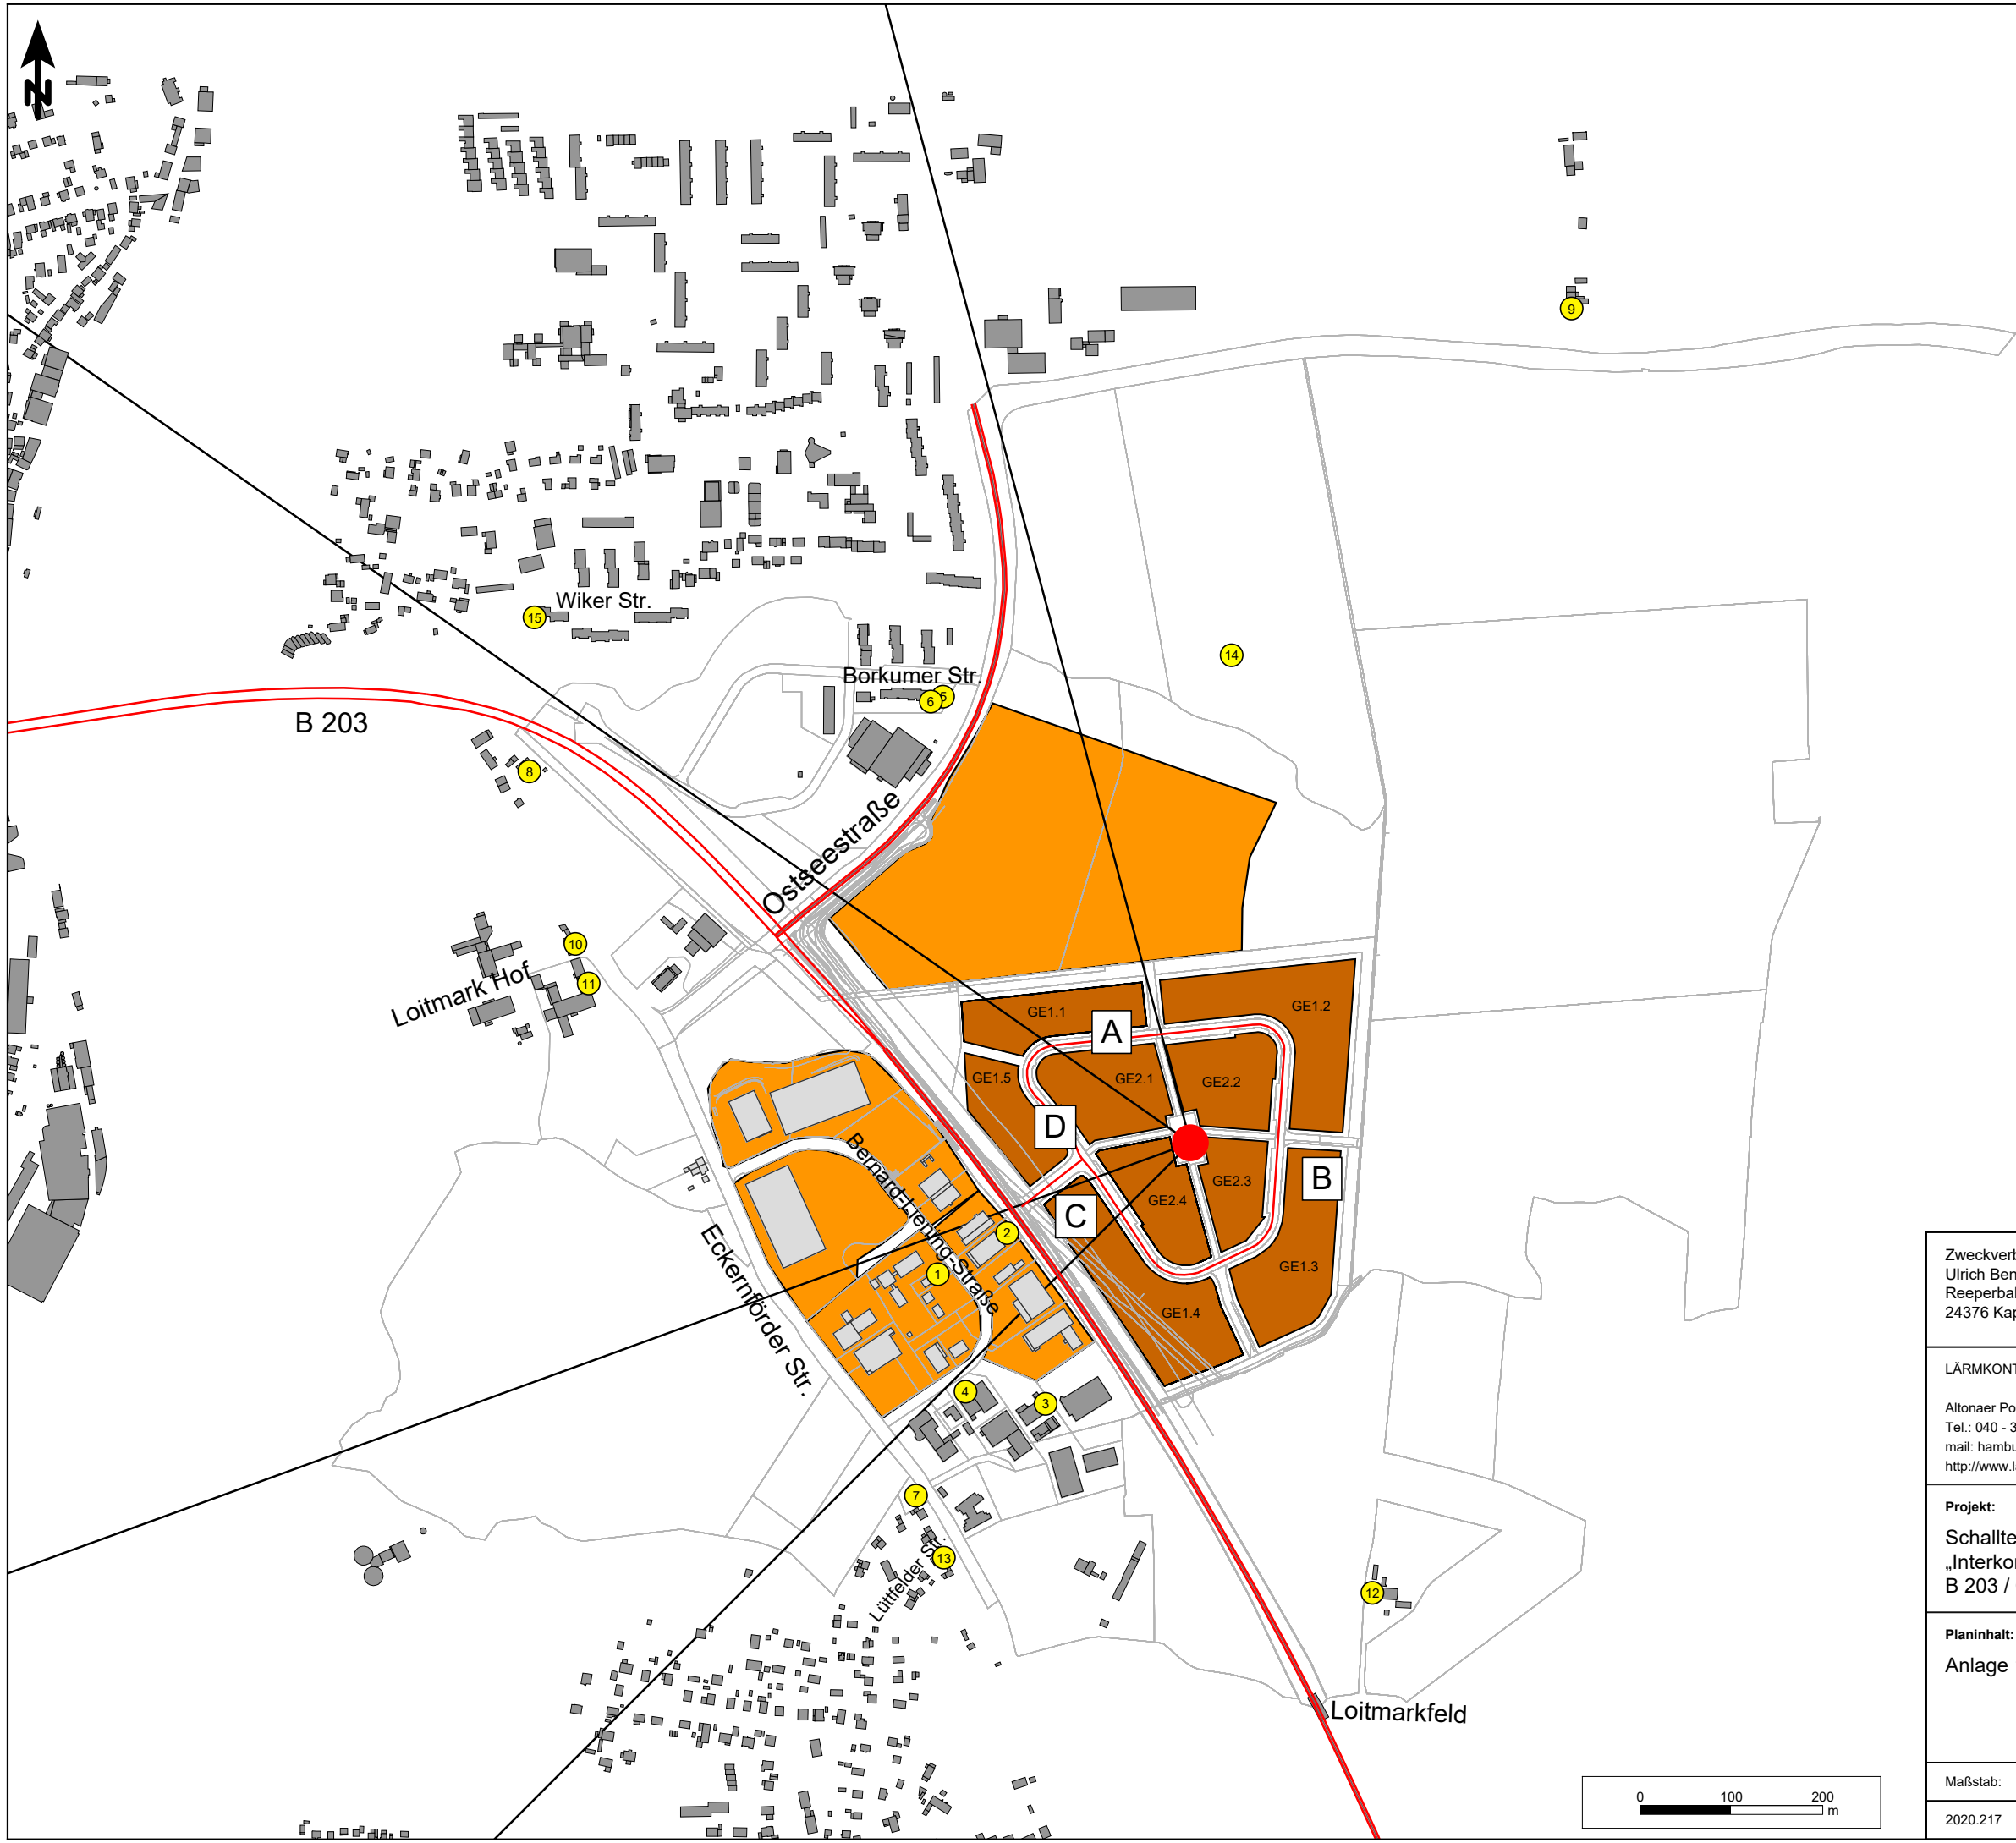 N
9
Wiker Str.
15
14
Borkumer Str.
5
6
B 203
8
Ostseestraße
10
Loitmark Hof
11
GE1.1
GE1.2
A
GE1.5
GE2.1
GE2.2
D
Bernard-Liening-Straße
B
GE2.3
GE2.4
C
2
Eckernförder Str.
1
GE1.3
GE1.4
4
3
7
13
Lüttfelder Str.
12
Loitmarkfeld
0 100 200
m
Zweckverb
Ulrich Ben
Reeperbal
24376 Kap
LÄRMKONT
Altonaer Po
Tel.: 040 - 3
mail: hambu
http://www.l
Projekt:
Schallte
„Interkor
B 203 /
Planinhalt:
Anlage
Maßstab:
2020.217